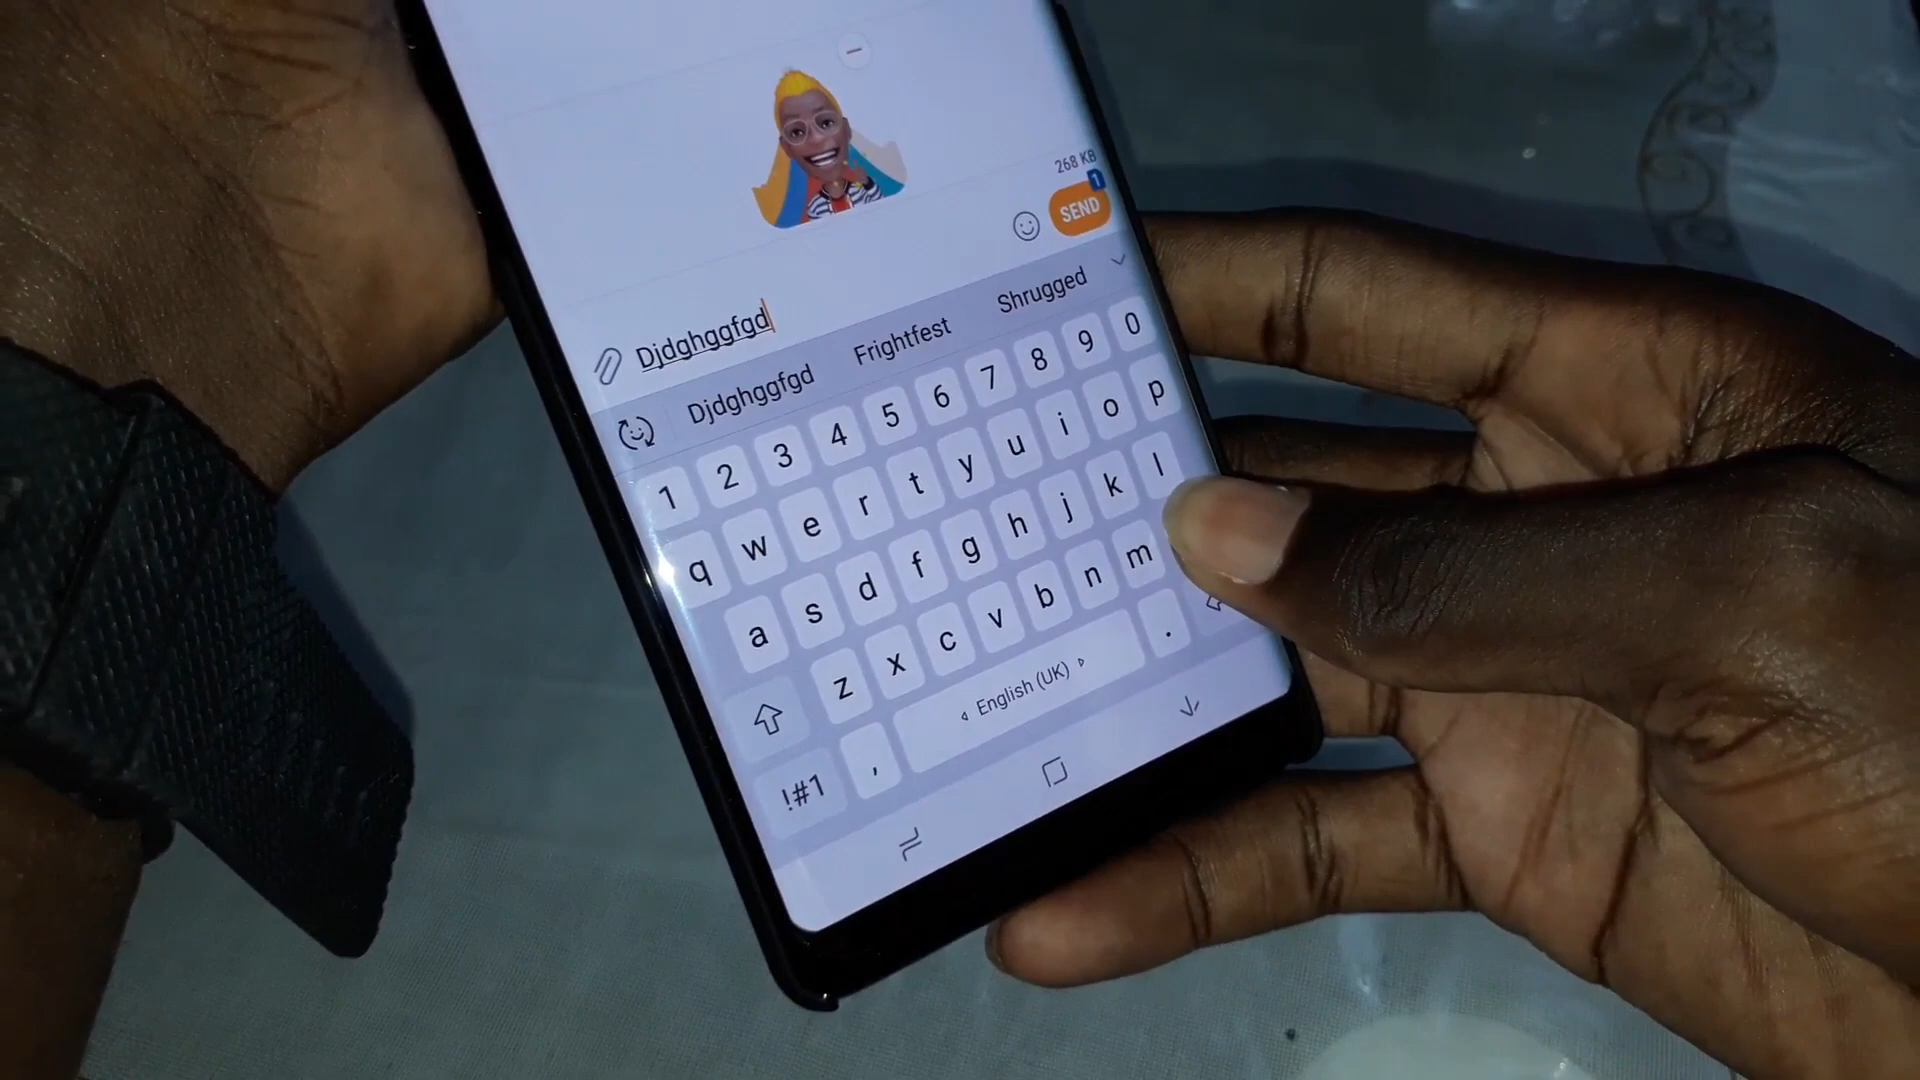 268 KB
1
SEND
Djdghggfgd
Djdghggfgd Frightfest Shrugged
1 2 3 4 5 6 7 8 9 0
q w e r t y u i o p
a s d f g h j k l
z x c v b n m
!#1 , English (UK) .